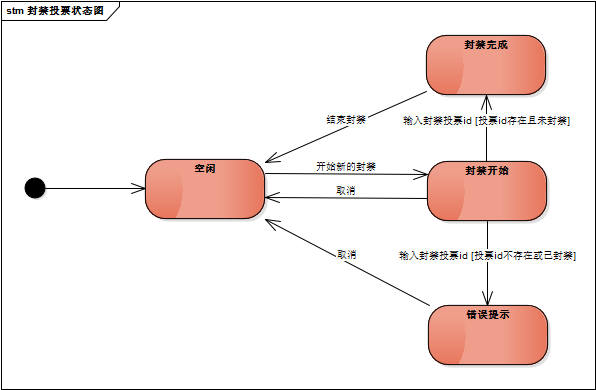 stm 封禁投票状态图
封禁完成
结束封禁
输入封禁投票id [投票id存在且未封禁]
空闲
开始新的封禁
封禁开始
取消
取消
输入封禁投票id [投票id不存在或已封禁]
错误提示